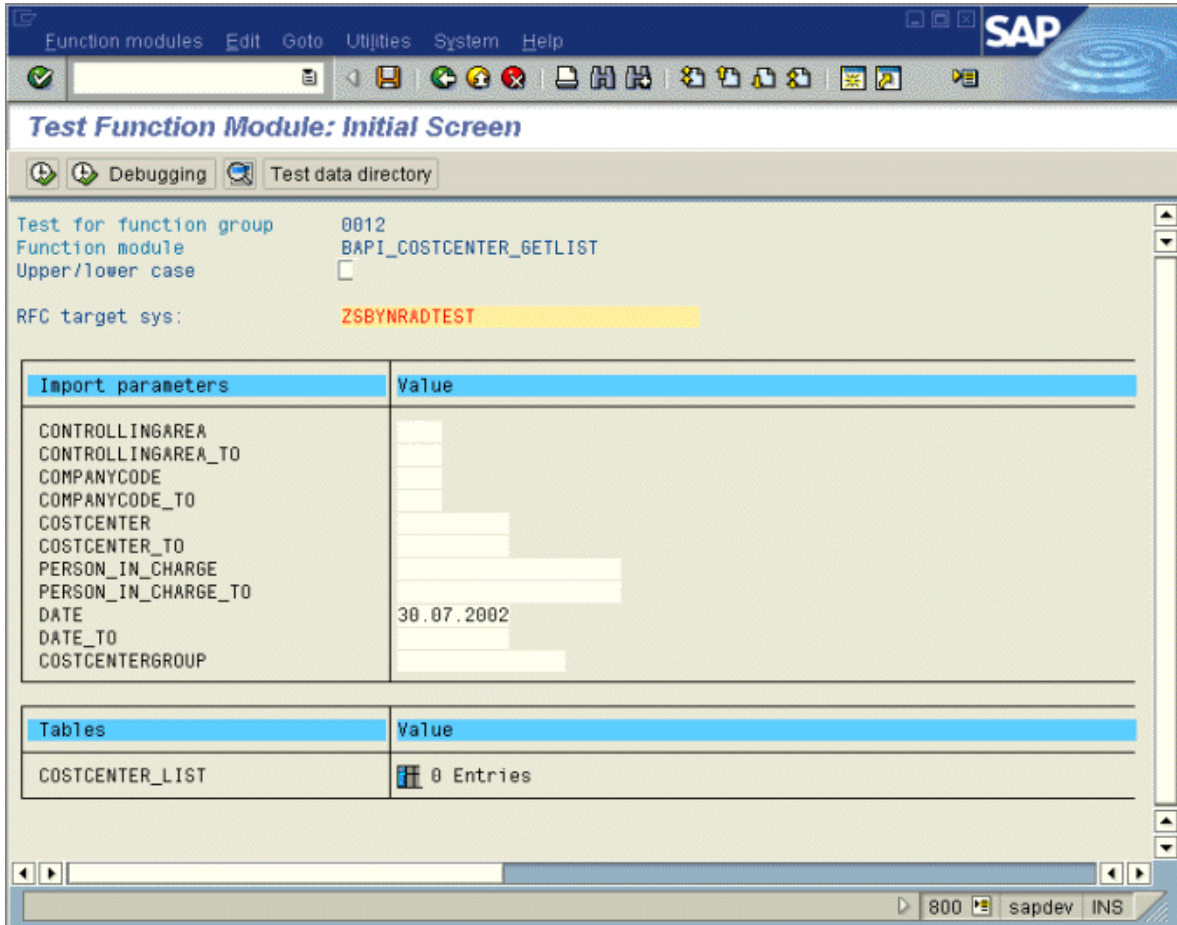 Function modules Edit Goto Utilities System Help
SAP
Test Function Module: Initial Screen
Debugging Test data directory
Test for function group 0012
Function module BAPI_COSTCENTER_GETLIST
Upper/lower case
RFC target sys: ZSBYNRADTEST
Import parameters Value
CONTROLLINGAREA
CONTROLLINGAREA_TO
COMPANYCODE
COMPANYCODE_TO
COSTCENTER
COSTCENTER_TO
PERSON_IN_CHARGE
PERSON_IN_CHARGE_TO
DATE 30.07.2002
DATE_TO
COSTCENTERGROUP
Tables Value
COSTCENTER_LIST 0 Entries
800 sapdev INS